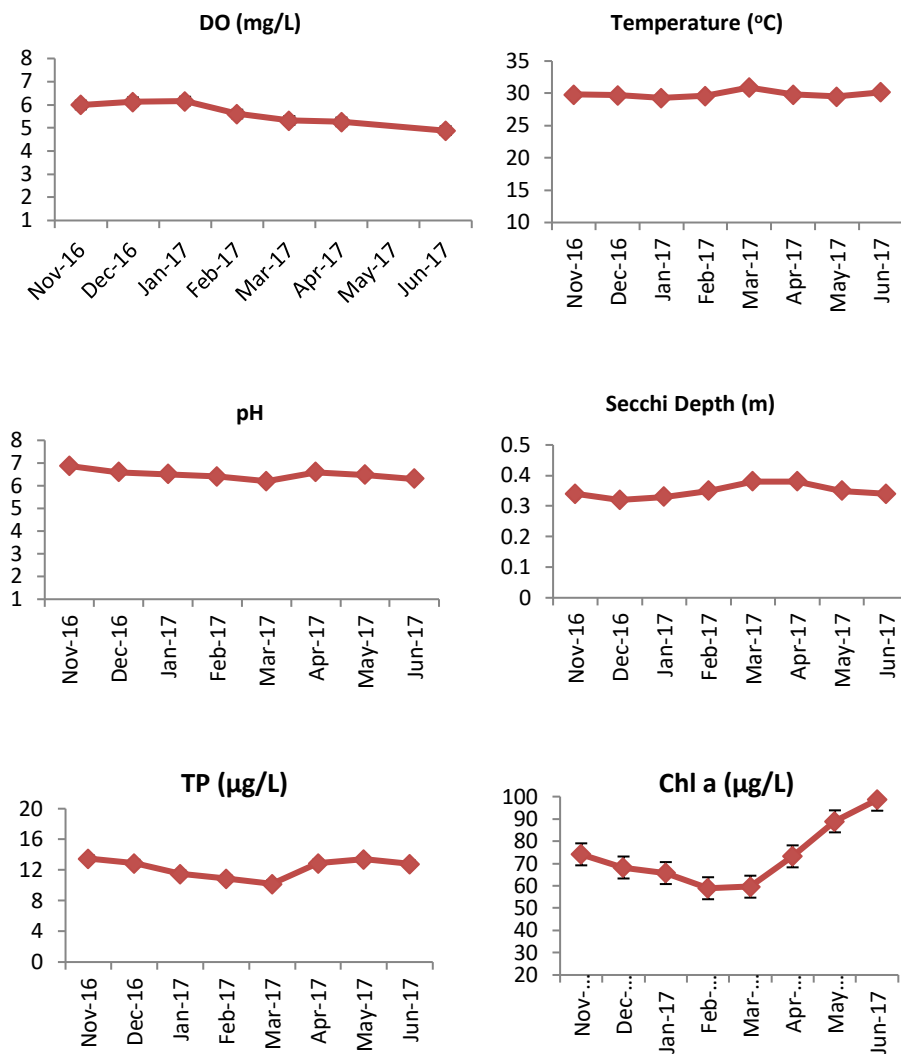 DO (mg/L)
8
7
6
5
4
3
2
1
Nov-16
Dec-16
Jan-17
Feb-17
Mar-17
Apr-17
May-17
Jun-17
Temperature (ºC)
35
30
25
20
15
10
Nov-16
Dec-16
Jan-17
Feb-17
Mar-17
Apr-17
May-17
Jun-17
pH
8
7
6
5
4
3
2
1
Nov-16
Dec-16
Jan-17
Feb-17
Mar-17
Apr-17
May-17
Jun-17
Secchi Depth (m)
0.5
0.4
0.3
0.2
0.1
0
Nov-16
Dec-16
Jan-17
Feb-17
Mar-17
Apr-17
May-17
Jun-17
TP (µg/L)
20
16
12
8
4
0
Nov-16
Dec-16
Jan-17
Feb-17
Mar-17
Apr-17
May-17
Jun-17
Chl a (µg/L)
100
90
80
70
60
50
40
30
20
Nov-...
Dec-...
Jan-17
Feb-...
Mar-...
Apr-...
May...
Jun-17